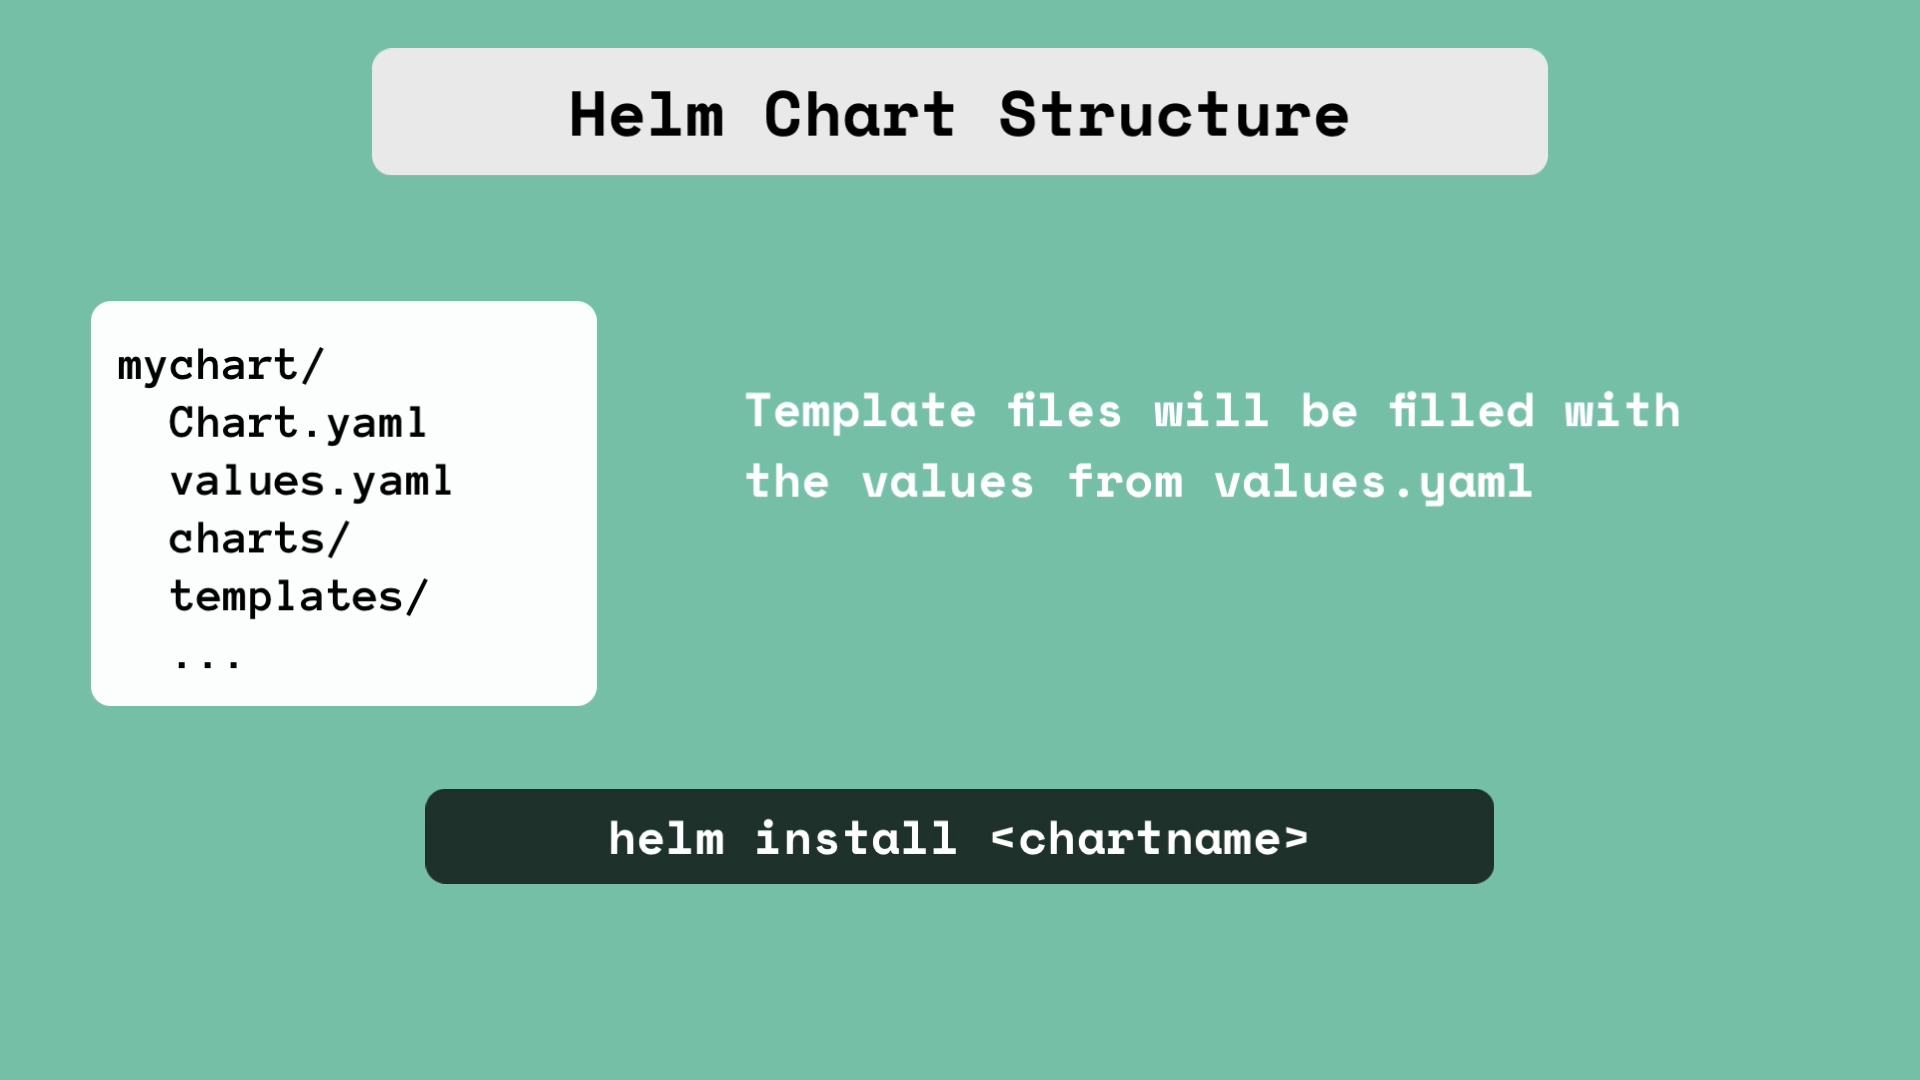 Helm Chart Structure
mychart/
Chart.yaml
values.yaml
charts/
templates/
...
Template files will be filled with
the values from values.yaml
helm install <chartname>